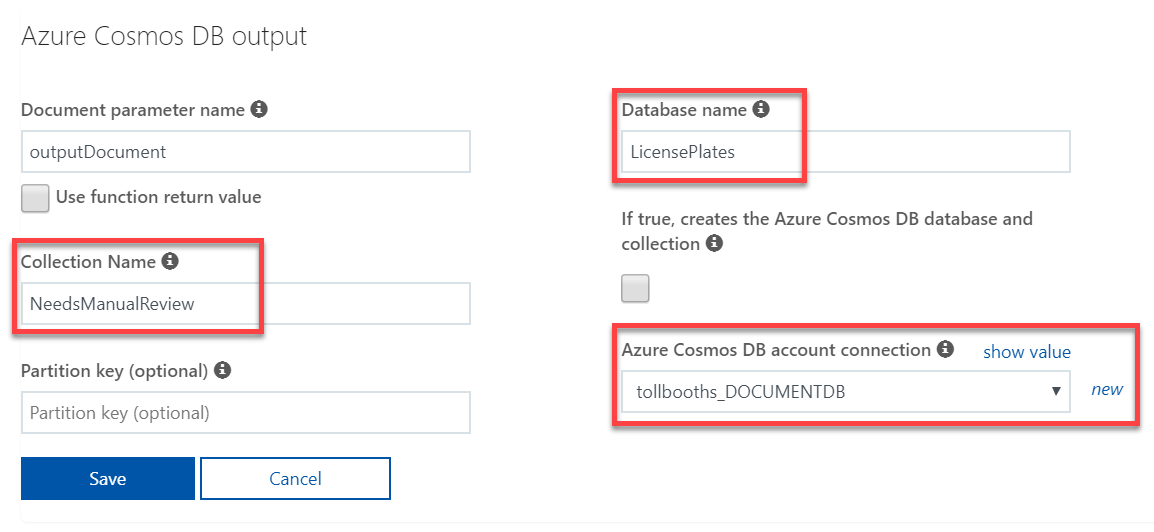 Azure Cosmos DB output
Document parameter name
outputDocument
Use function return value
Collection Name
NeedsManualReview
Partition key (optional)
Partition key (optional)
Save
Cancel
Database name
LicensePlates
If true, creates the Azure Cosmos DB database and
collection
Azure Cosmos DB account connection
show value
tollbooths_DOCUMENTDB
new